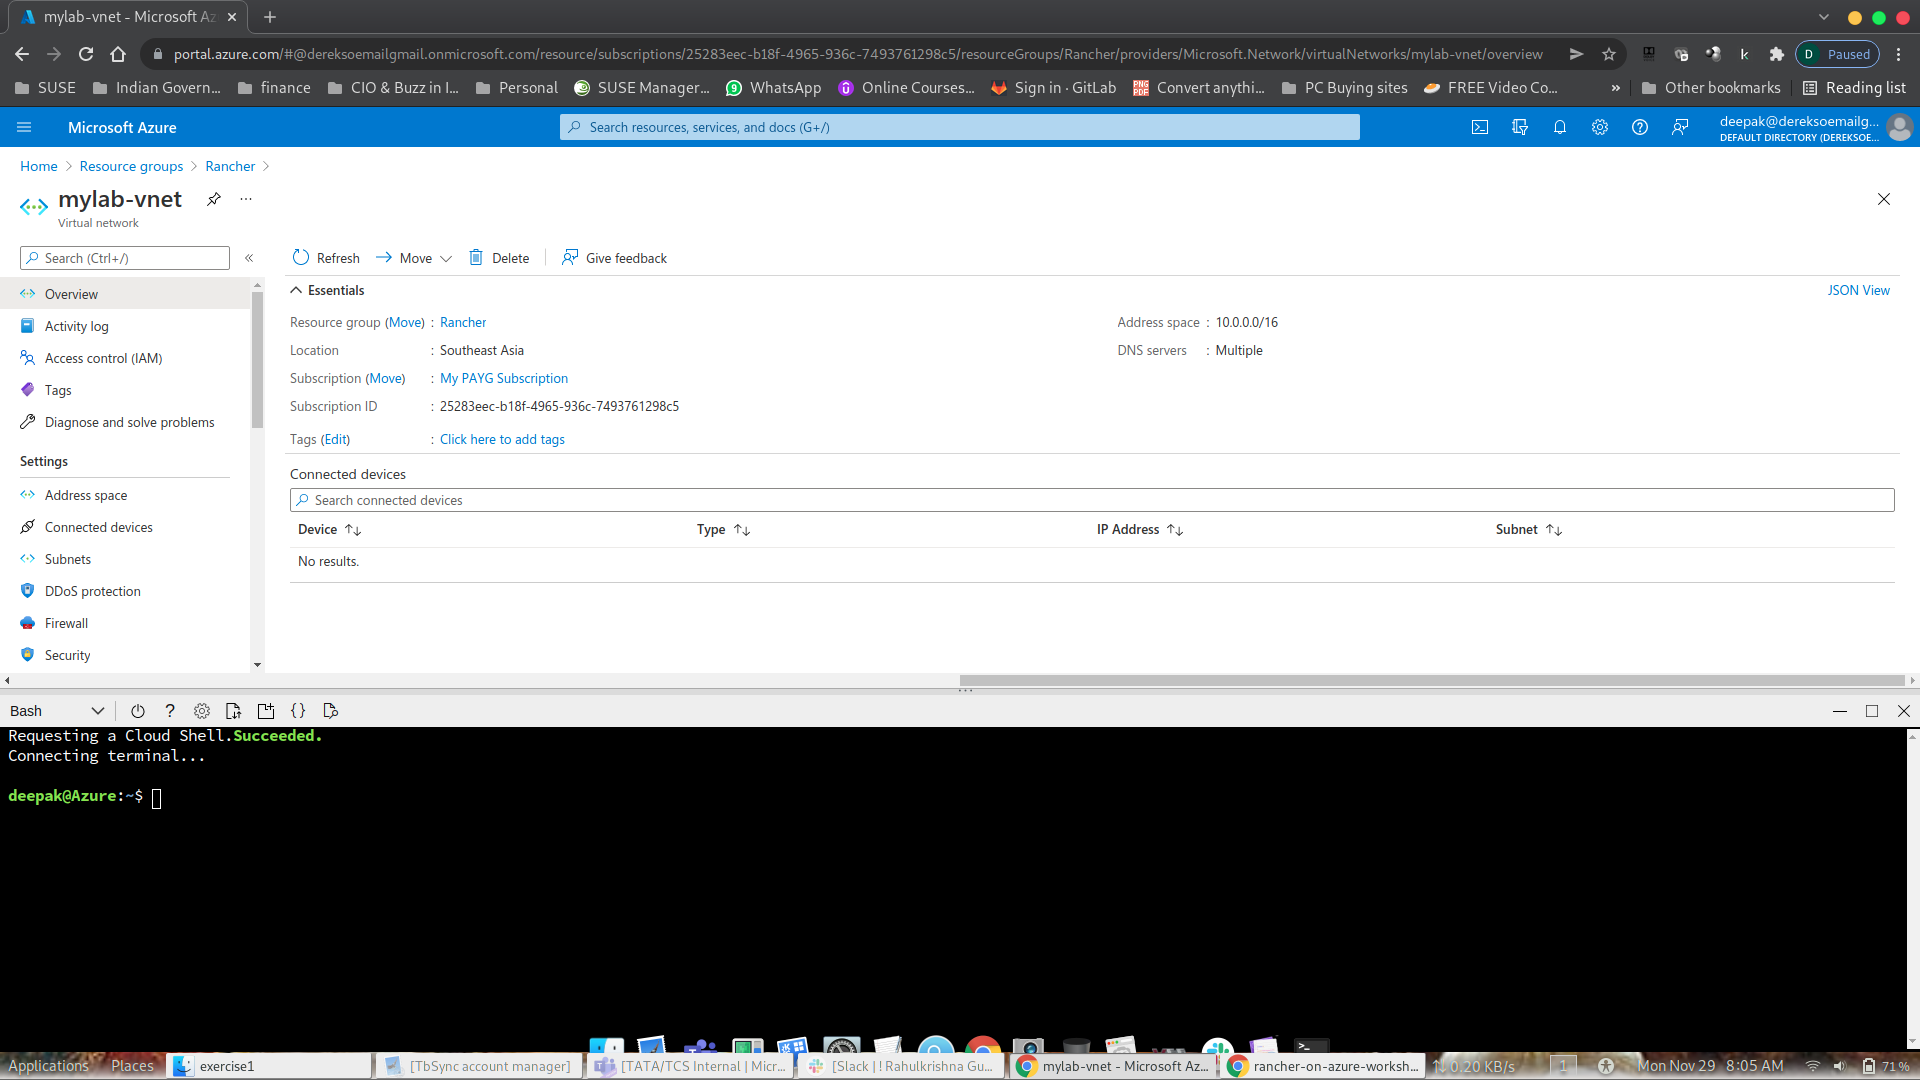 mylab-vnet - Microsoft Az
portal.azure.com/#@dereksoemailgmail.onmicrosoft.com/resource/subscriptions/25283eec-b18f-4965-936c-7493761298c5/resourceGroups/Rancher/providers/Microsoft.Network/virtualNetworks/mylab-vnet/overview
k
D Paused
SUSE Indian Govern... finance CIO & Buzz in I... Personal SUSE Manager... WhatsApp Online Courses... Sign in · GitLab Convert anythi... PC Buying sites FREE Video Co... » Other bookmarks Reading list
Microsoft Azure
Search resources, services, and docs (G+/)
deepak@dereksoemailg...
DEFAULT DIRECTORY (DEREKSOE...
Home > Resource groups > Rancher >
mylab-vnet
Virtual network
Search (Ctrl+/)
«
Refresh Move Delete Give feedback
Overview
Activity log
Access control (IAM)
Tags
Diagnose and solve problems
Settings
Address space
Connected devices
Subnets
DDoS protection
Firewall
Security
Essentials
JSON View
Resource group (Move) : Rancher
Location : Southeast Asia
Subscription (Move) : My PAYG Subscription
Subscription ID : 25283eec-b18f-4965-936c-7493761298c5
Tags (Edit) : Click here to add tags
Address space : 10.0.0.0/16
DNS servers : Multiple
Connected devices
Search connected devices
Device Type IP Address Subnet
No results.
Bash ? { }
Requesting a Cloud Shell.Succeeded.
Connecting terminal...
deepak@Azure:~$
Applications Places exercise1 [TbSync account manager] [TATA/TCS Internal | Micr... [Slack | ! Rahulkrishna Gu... mylab-vnet - Microsoft Az... rancher-on-azure-worksh... 0.20 KB/s 1 Mon Nov 29 8:05 AM 71 %